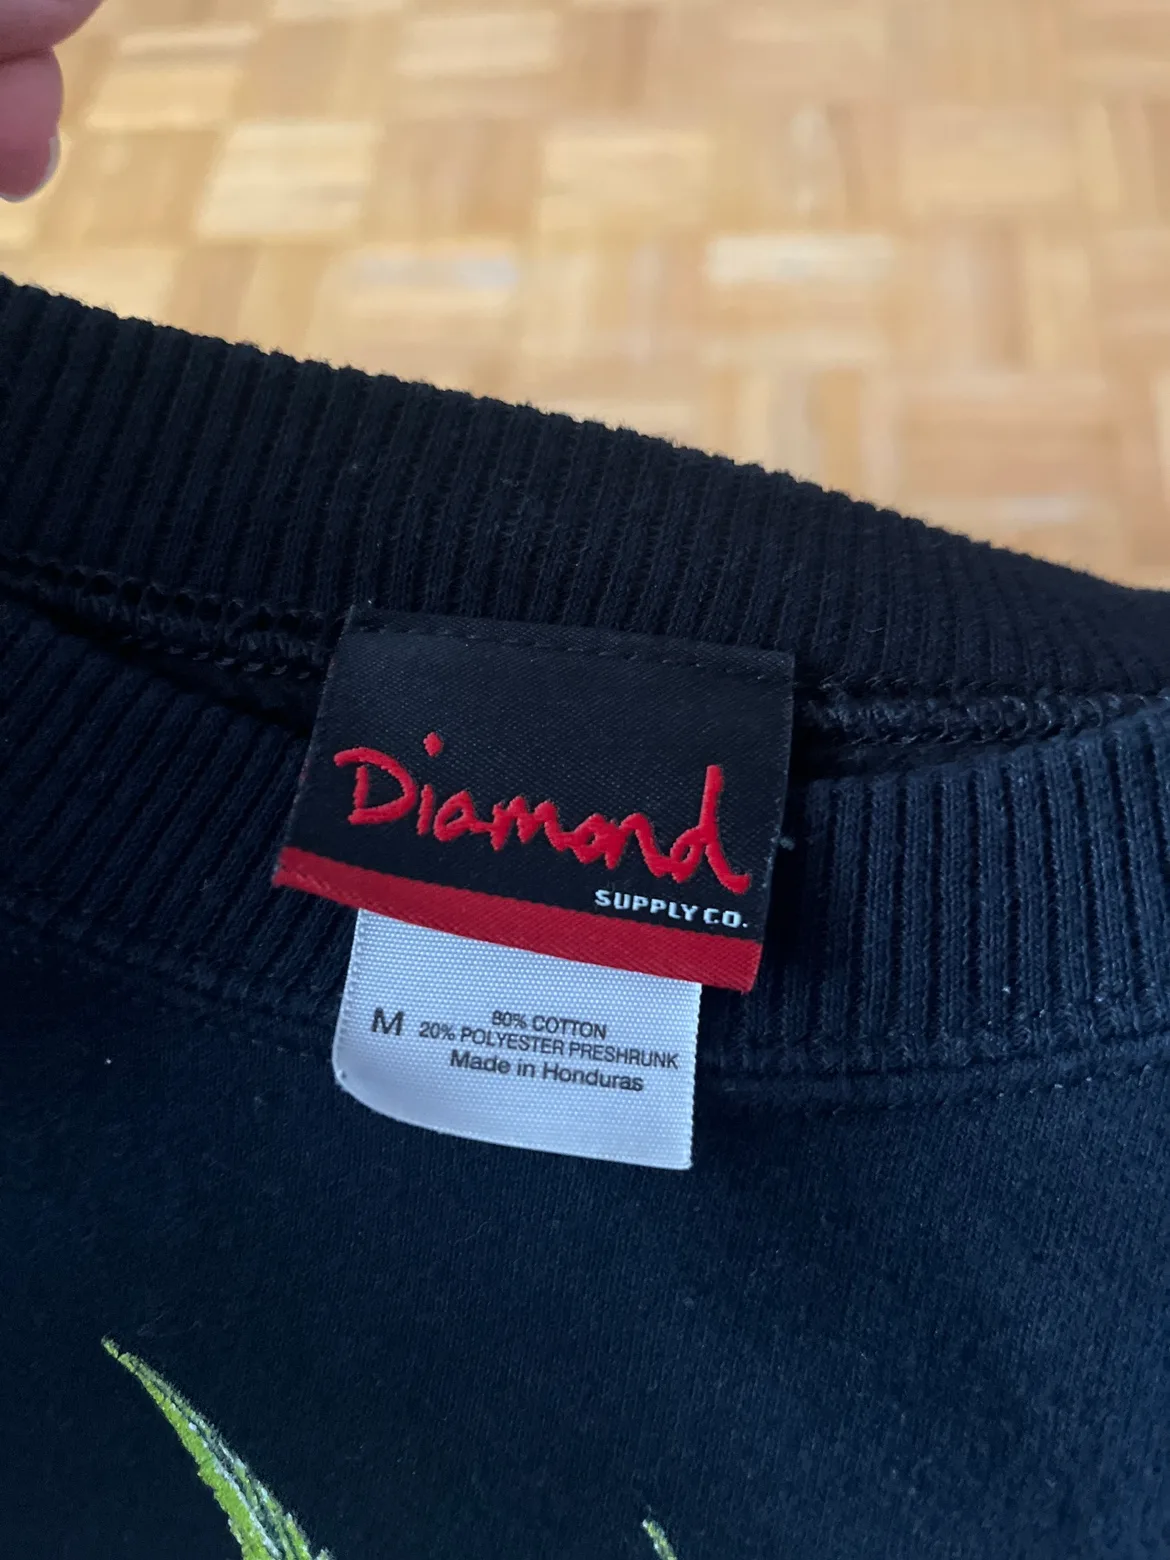 Diamond
SUPPLY CO.
M
80% COTTON
20% POLYESTER PRESHRUNK
Made in Honduras